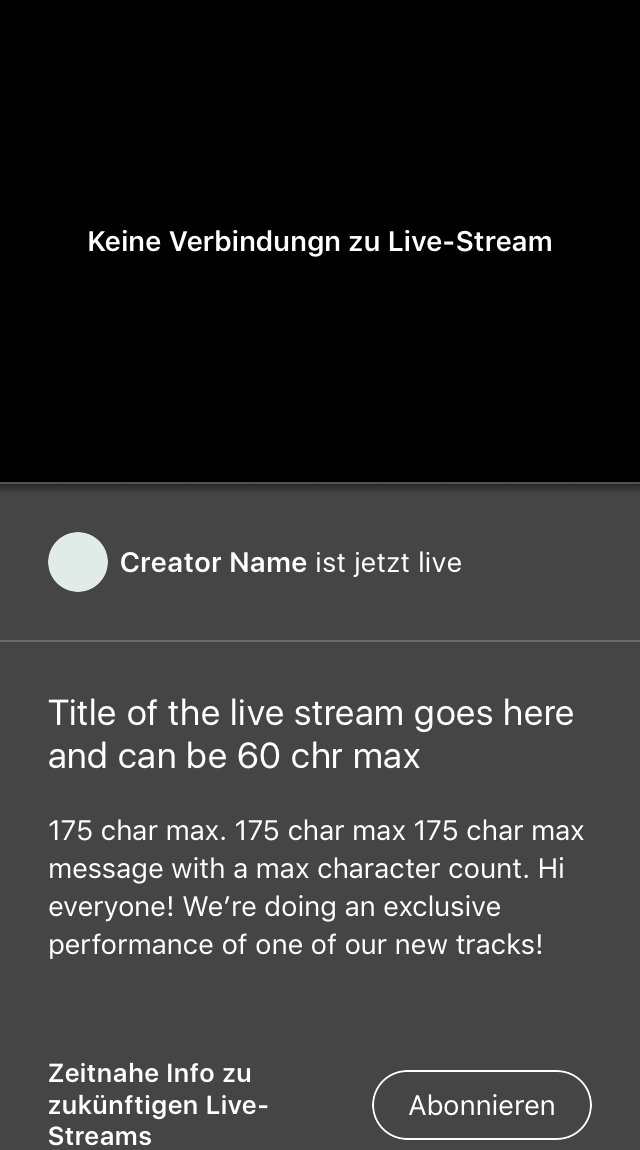 Keine Verbindungn zu Live-Stream
Creator Name ist jetzt live
Title of the live stream goes here
and can be 60 chr max
175 char max. 175 char max 175 char max
message with a max character count. Hi
everyone! We’re doing an exclusive
performance of one of our new tracks!
Zeitnahe Info zu
zukünftigen Live-
Streams
Abonnieren